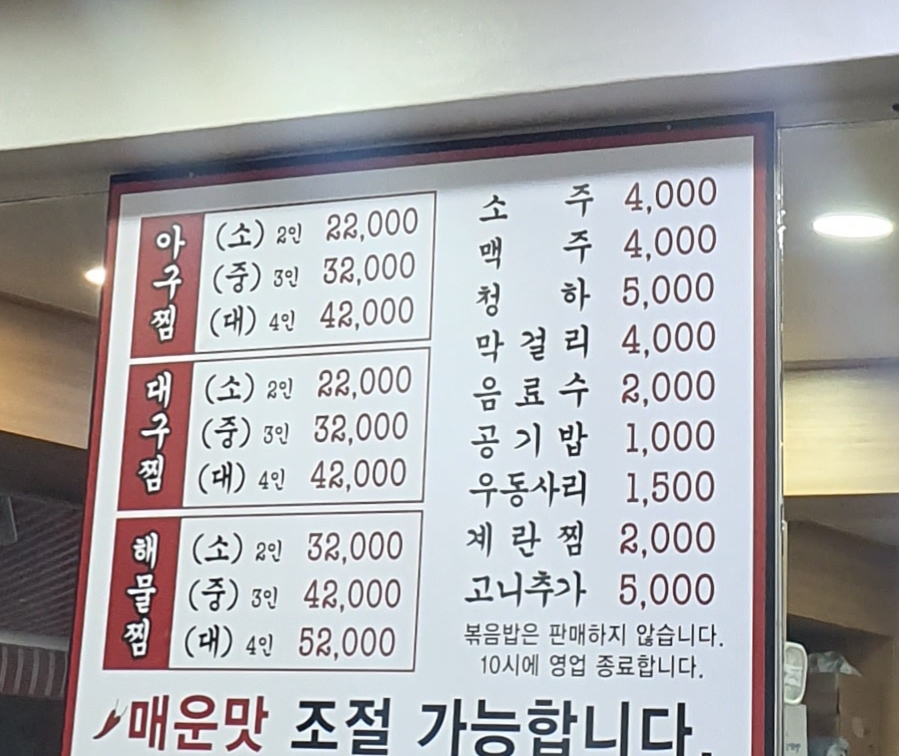 아구찜
(소) 2인 22,000
(중) 3인 32,000
(대) 4인 42,000
대구찜
(소) 2인 22,000
(중) 3인 32,000
(대) 4인 42,000
해물찜
(소) 2인 32,000
(중) 3인 42,000
(대) 4인 52,000
소주 4,000
맥주 4,000
청하 5,000
막걸리 4,000
음료수 2,000
공기밥 1,000
우동사리 1,500
계란찜 2,000
고니추가 5,000
볶음밥은 판매하지 않습니다.
10시에 영업 종료합니다.
매운맛 조절 가능합니다.